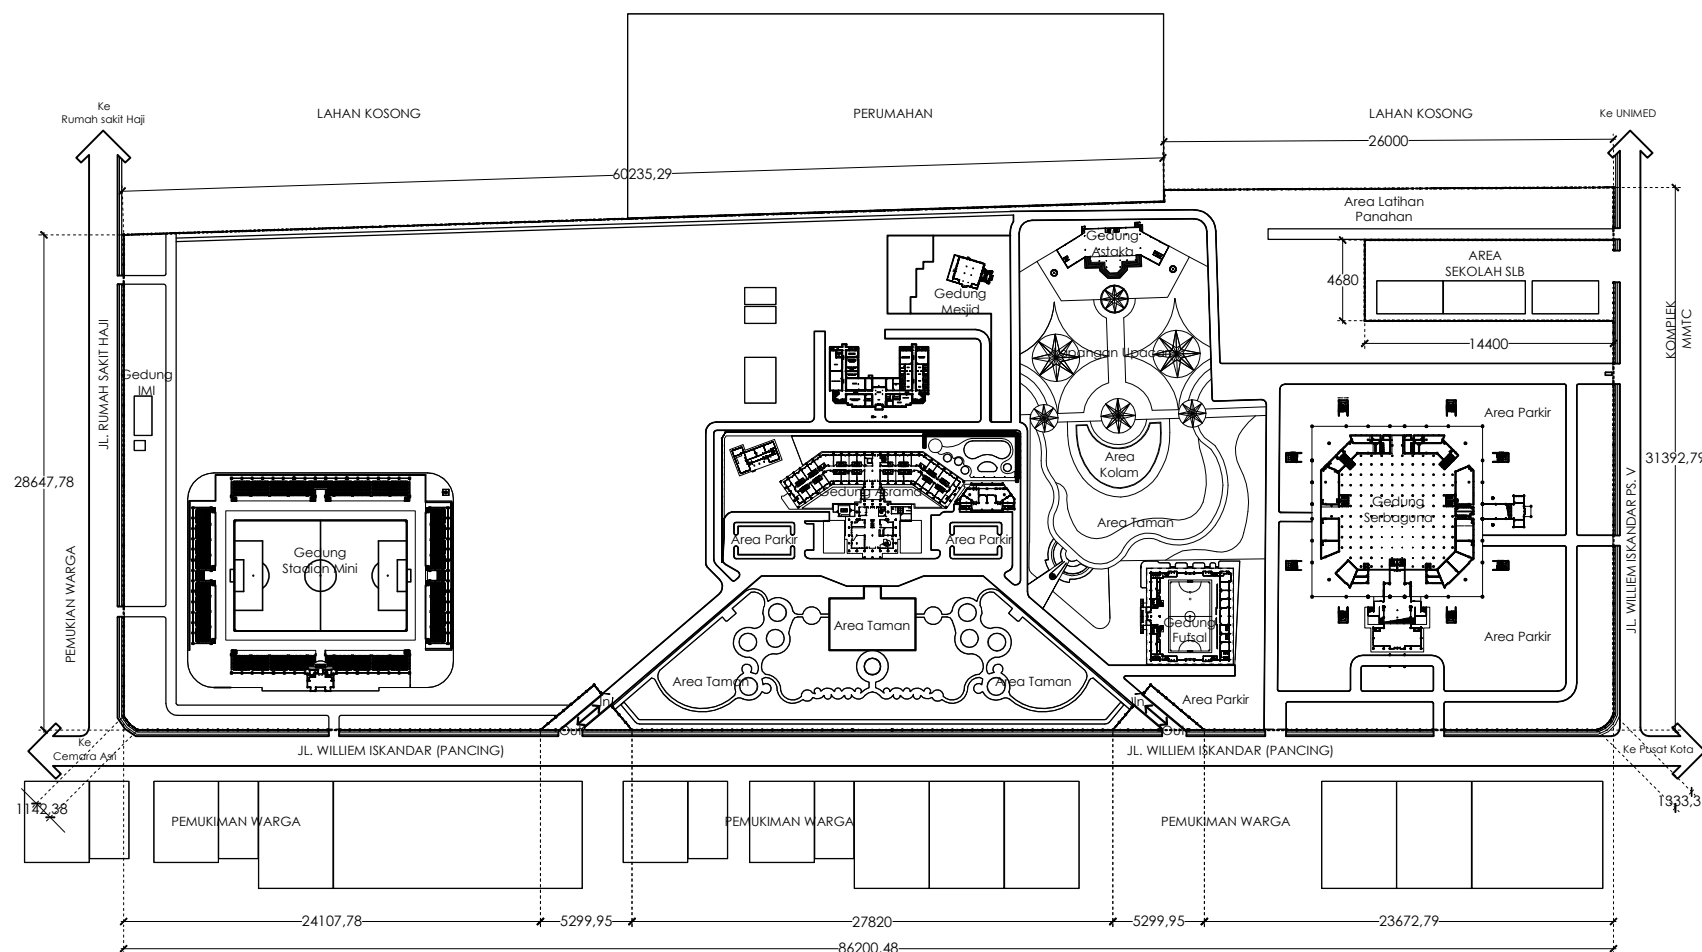 Ke
Rumah sakit Haji
LAHAN KOSONG
PERUMAHAN
LAHAN KOSONG
Ke UNIMED
26000
60235,29
Area Latihan
Panahan
Gedung
Astaka
AREA
SEKOLAH SLB
4680
Gedung
Mesjid
14400
KOMPLEK
MMTC
JL. RUMAH SAKIT HAJI
Gedung
IMI
Upacara
Area Parkir
Area
Kolam
28647,78
31392,79
Gedung Asrama
Gedung
Serbaguna
Area Taman
Area Parkir
Area Parkir
Gedung
Stadion Mini
PEMUKIAN WARGA
JL. WILLIEM ISKANDAR PS. V
Area Taman
Gedung
Fufsal
Area Parkir
Area Taman
Area Taman
In
In
Area Parkir
Out
Out
Ke
Cemara Asri
JL. WILLIEM ISKANDAR (PANCING)
JL. WILLIEM ISKANDAR (PANCING)
Ke Pusat Kota
1142,38
1333,3
PEMUKIMAN WARGA
PEMUKIMAN WARGA
PEMUKIMAN WARGA
24107,78
5299,95
27820
5299,95
23672,79
86200,48